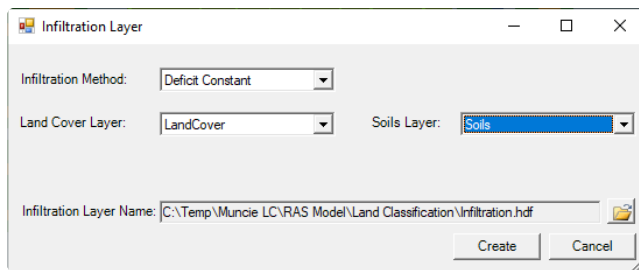 Infiltration Layer
Infiltration Method: Deficit Constant
Land Cover Layer: LandCover Soils Layer: Soils
Infiltration Layer Name: C:\Temp\Muncie LC\RAS Model\Land Classification\Infiltration.hdf
Create Cancel